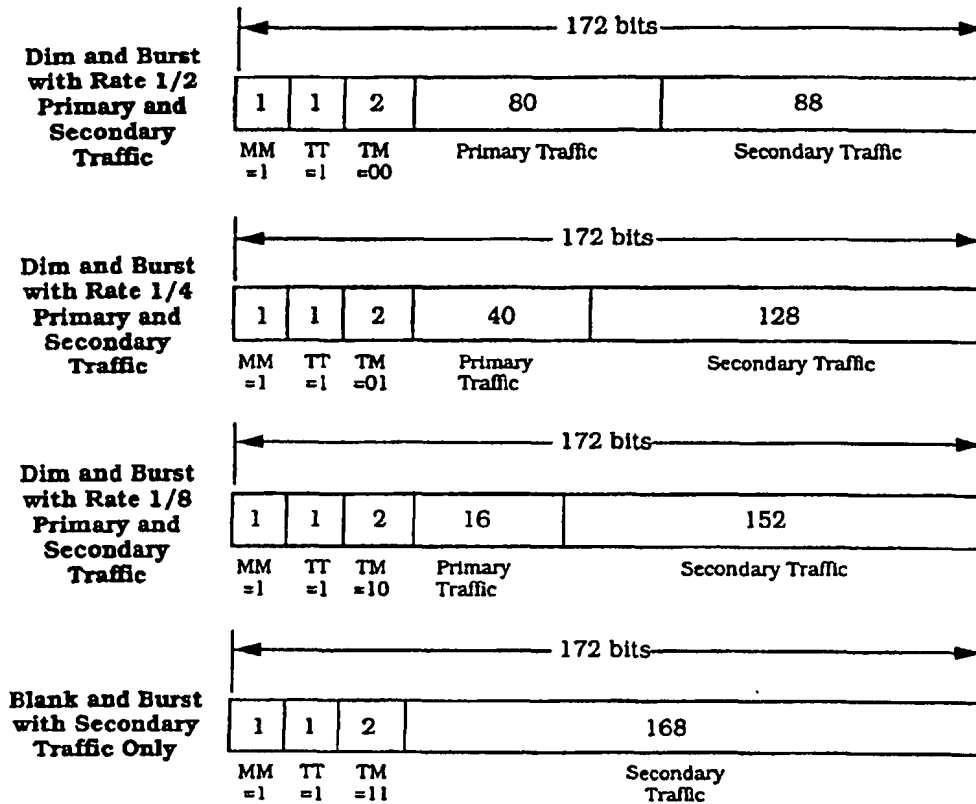 172 bits
Dim and Burst
with Rate 1/2
Primary and
Secondary
Traffic
1 1 2 80 88
MM TT TM Primary Traffic Secondary Traffic
=1 =1 =00
172 bits
Dim and Burst
with Rate 1/4
Primary and
Secondary
Traffic
1 1 2 40 128
MM TT TM Primary Secondary Traffic
=1 =1 =01 Traffic
172 bits
Dim and Burst
with Rate 1/8
Primary and
Secondary
Traffic
1 1 2 16 152
MM TT TM Primary Secondary Traffic
=1 =1 =10 Traffic
172 bits
Blank and Burst
with Secondary
Traffic Only
1 1 2 168
MM TT TM Secondary
=1 =1 =11 Traffic